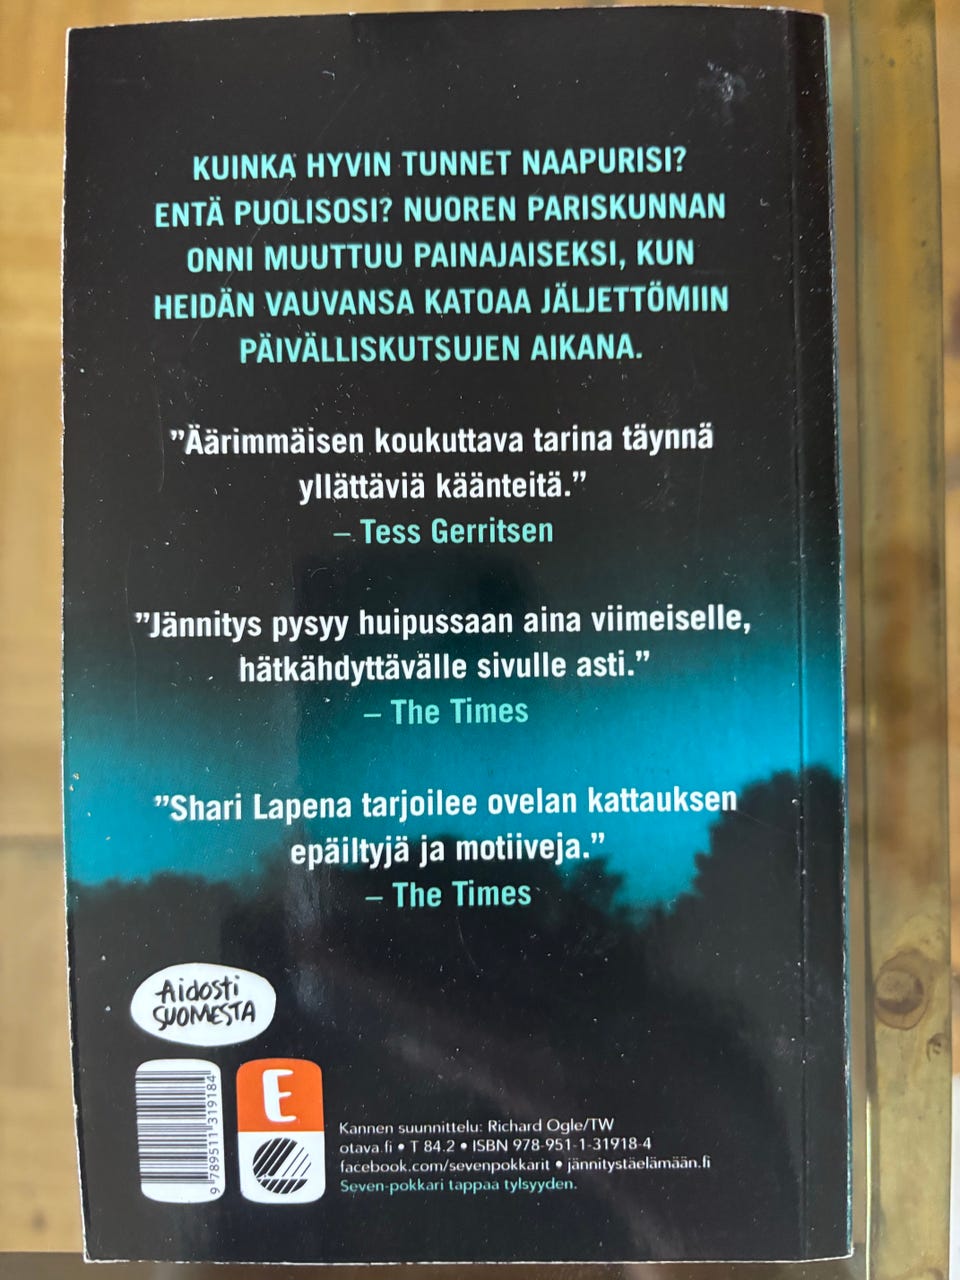 KUINKA HYVIN TUNNET NAAPURISI?
ENTÄ PUOLISOSI? NUOREN PARISKUNNAN
ONNI MUUTTUU PAINAJAISEKSI, KUN
HEIDÄN VAUVANSA KATOAA JÄLJETTÖMIIN
PÄIVÄLLISKUTSUJEN AIKANA.
”Äärimmäisen koukuttava tarina täynnä
yllättäviä käänteitä.”
– Tess Gerritsen
”Jännitys pysyy huipussaan aina viimeiselle,
hätkähdyttävälle sivulle asti.”
– The Times
”Shari Lapena tarjoilee ovelan kattauksen
epäiltyjä ja motiiveja.”
– The Times
Aidosti
SUOMESTA
9 789511 319184
E
Kannen suunnittelu: Richard Ogle/TW
otava.fi • T 84.2 • ISBN 978-951-1-31918-4
facebook.com/sevenpokkarit • jännitystäelämään.fi
Seven-pokkari tappaa tylsyyden.